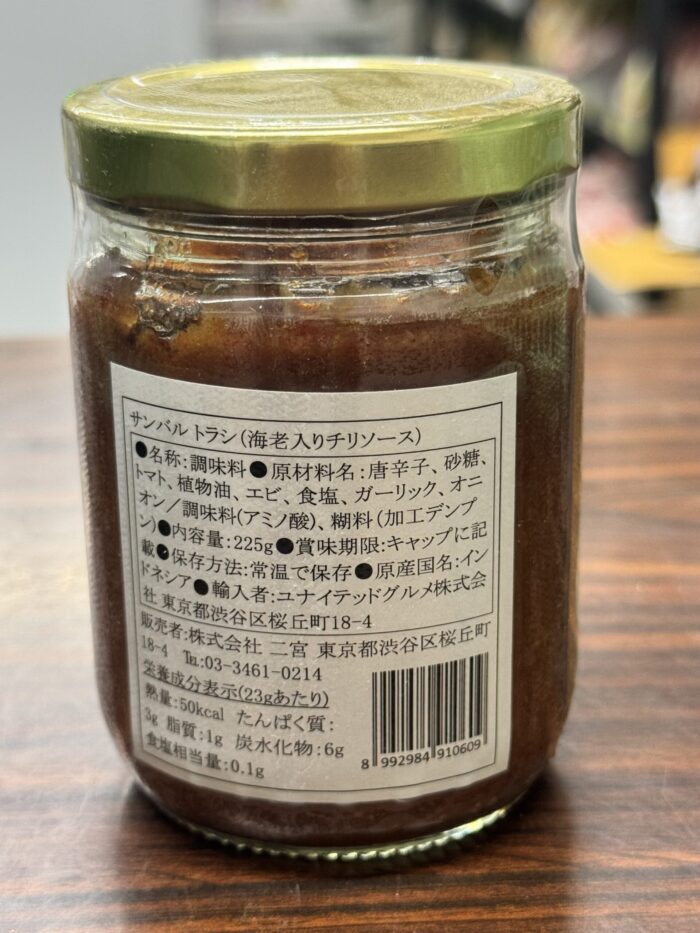 サンバル トラシ(海老入りチリソース)
●名称:調味料●原材料名:唐辛子、砂糖、
トマト、植物油、エビ、食塩、ガーリック、オニ
オン／調味料(アミノ酸)、糊料(加工デンプ
ン)●内容量:225g●賞味期限:キャップに記
載●保存方法:常温で保存●原産国名:イン
ドネシア●輸入者:ユナイテッドグルメ株式会
社 東京都渋谷区桜丘町18-4
販売者:株式会社 二宮 東京都渋谷区桜丘町
18-4 ℡:03-3461-0214
栄養成分表示(23gあたり)
熱量:50kcal たんぱく質:
3g 脂質:1g 炭水化物:6g
食塩相当量:0.1g
8 992984 910609